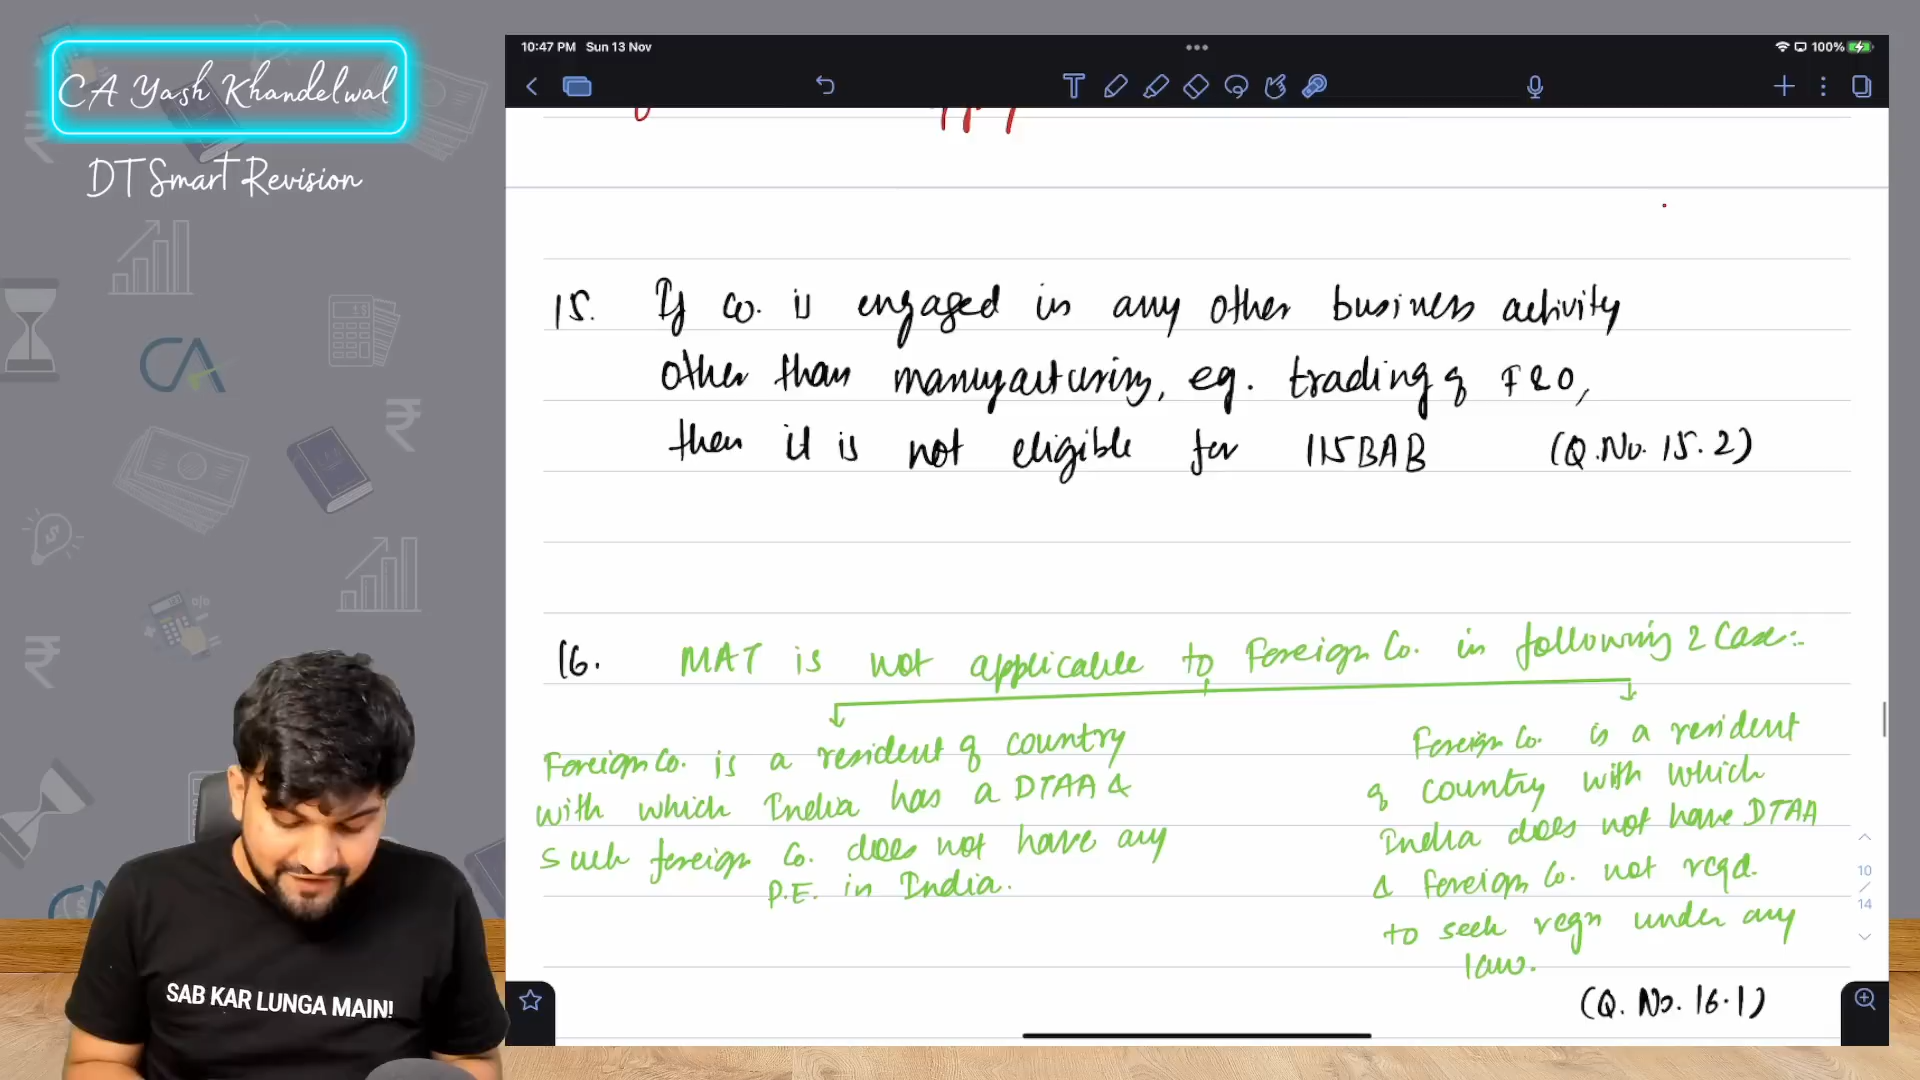 CA Yash Khandelwal
DT Smart Revision
10:47 PM Sun 13 Nov
100%
15. If co. is engaged in any other business activity
other than manufacturing, eg. trading of F&O,
then it is not eligible for 115BAB (Q.No. 15.2)
16. MAT is not applicable to Foreign Co. in following 2 Case:-
Foreign Co. is a resident of country
with which India has a DTAA &
such foreign Co. does not have any
P.E. in India.
Foreign Co. is a resident
of country with which
India does not have DTAA
& foreign Co. not reqd.
to seek regn under any
law.
(Q. No. 16.1)
10
/
14
CA
SAB KAR LUNGA MAIN!